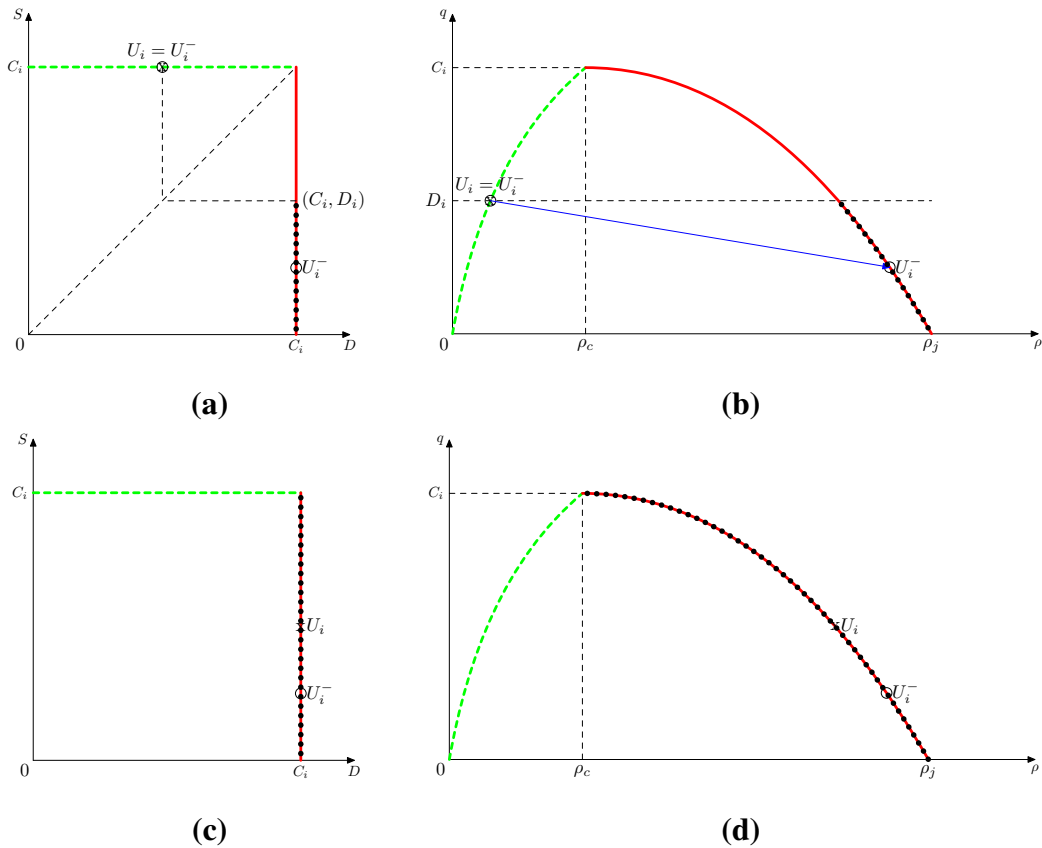 S
U_i = U_i^-
C_i
(C_i, D_i)
U_i^-
0
C_i
D
(a)
q
C_i
U_i = U_i^-
D_i
U_i^-
0
ρ_c
ρ_j
ρ
(b)
S
C_i
U_i
U_i^-
0
C_i
D
(c)
q
C_i
U_i
U_i^-
0
ρ_c
ρ_j
ρ
(d)